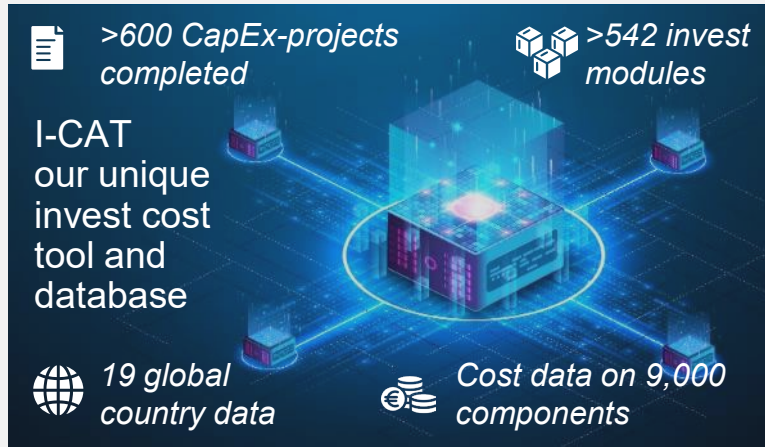 >600 CapEx-projects
completed
>542 invest
modules
I-CAT
our unique
invest cost
tool and
database
19 global
country data
Cost data on 9,000
components